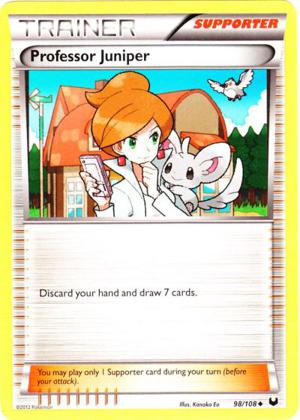 TRAINER SUPPORTER
Professor Juniper
Discard your hand and draw 7 cards.
You may play only 1 Supporter card during your turn (before
your attack).
©2012 Pokémon Illus. Kanako Eo 98/108 ◆